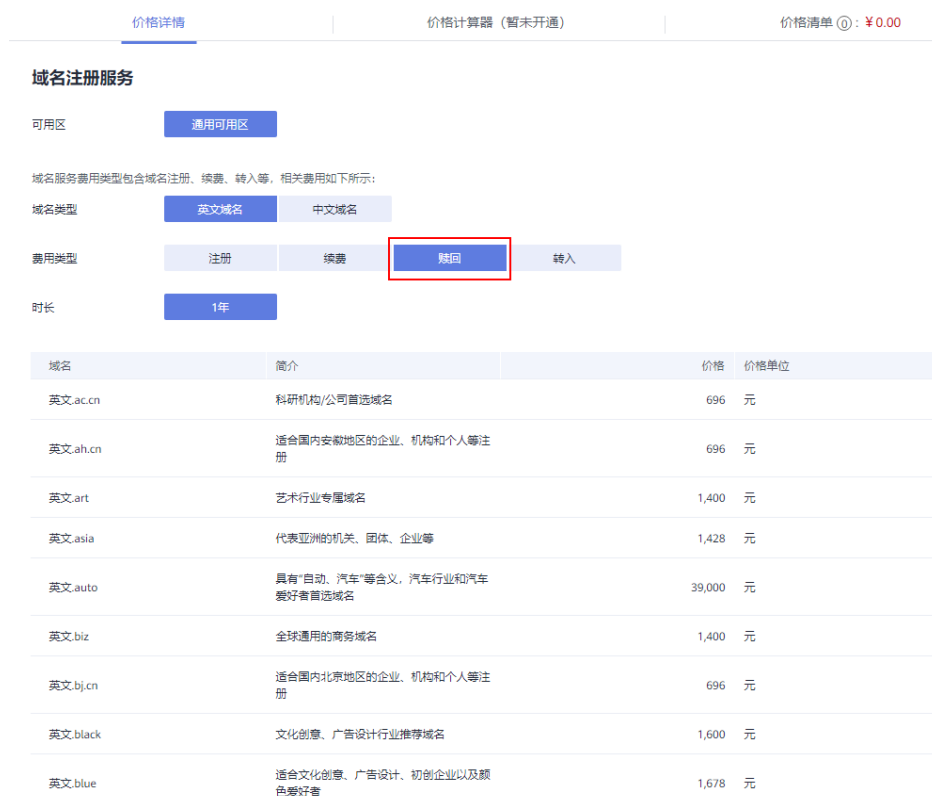 价格详情 价格计算器（暂未开通） 价格清单 0 : ¥0.00
域名注册服务
可用区 通用可用区
域名服务费用类型包含域名注册、续费、转入等，相关费用如下所示：
域名类型 英文域名 中文域名
费用类型 注册 续费 赎回 转入
时长 1年
域名 简介 价格 价格单位
英文.ac.cn 科研机构/公司首选域名 696 元
英文.ah.cn 适合国内安徽地区的企业、机构和个人等注
册 696 元
英文.art 艺术行业专属域名 1,400 元
英文.asia 代表亚洲的机关、团体、企业等 1,428 元
英文.auto 具有"自动、汽车"等含义，汽车行业和汽车
爱好者首选域名 39,000 元
英文.biz 全球通用的商务域名 1,400 元
英文.bj.cn 适合国内北京地区的企业、机构和个人等注
册 696 元
英文.black 文化创意、广告设计行业推荐域名 1,600 元
英文.blue 适合文化创意、广告设计、初创企业以及颜
色爱好者 1,678 元